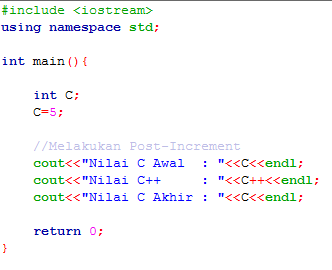 #include <iostream>
using namespace std;
int main(){
int C;
C=5;
//Melakukan Post-Increment
cout<<"Nilai C Awal  : "<<C<<endl;
cout<<"Nilai C++     : "<<C++<<endl;
cout<<"Nilai C Akhir : "<<C<<endl;
return 0;
}